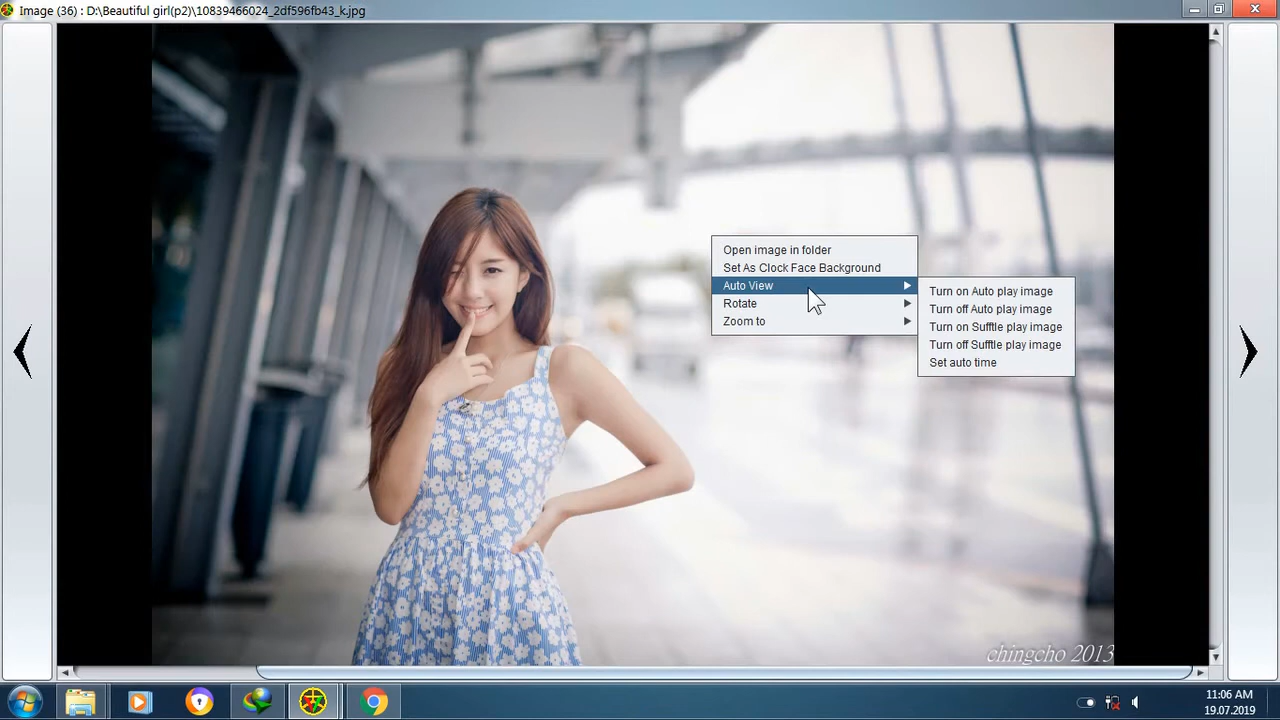 Image (36) : D:\Beautiful girl(p2)\10839466024_2df596fb43_k.jpg
Open image in folder
Set As Clock Face Background
Auto View
Rotate
Zoom to
Turn on Auto play image
Turn off Auto play image
Turn on Sufftle play image
Turn off Sufftle play image
Set auto time
chingcho 2013
11:06 AM
19.07.2019